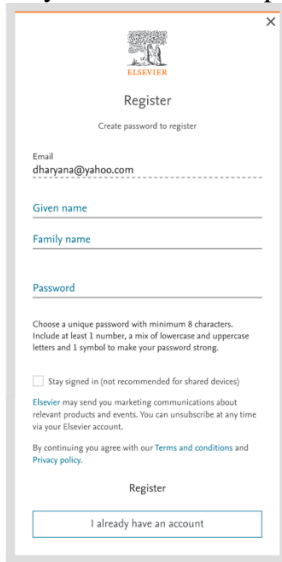 ELSEVIER
Register
Create password to register
Email
dharyana@yahoo.com
Given name
Family name
Password
Choose a unique password with minimum 8 characters.
Include at least 1 number, a mix of lowercase and uppercase
letters and 1 symbol to make your password strong.
Stay signed in (not recommended for shared devices)
Elsevier may send you marketing communications about
relevant products and events. You can unsubscribe at any time
via your Elsevier account.
By continuing you agree with our Terms and conditions and
Privacy policy.
Register
I already have an account